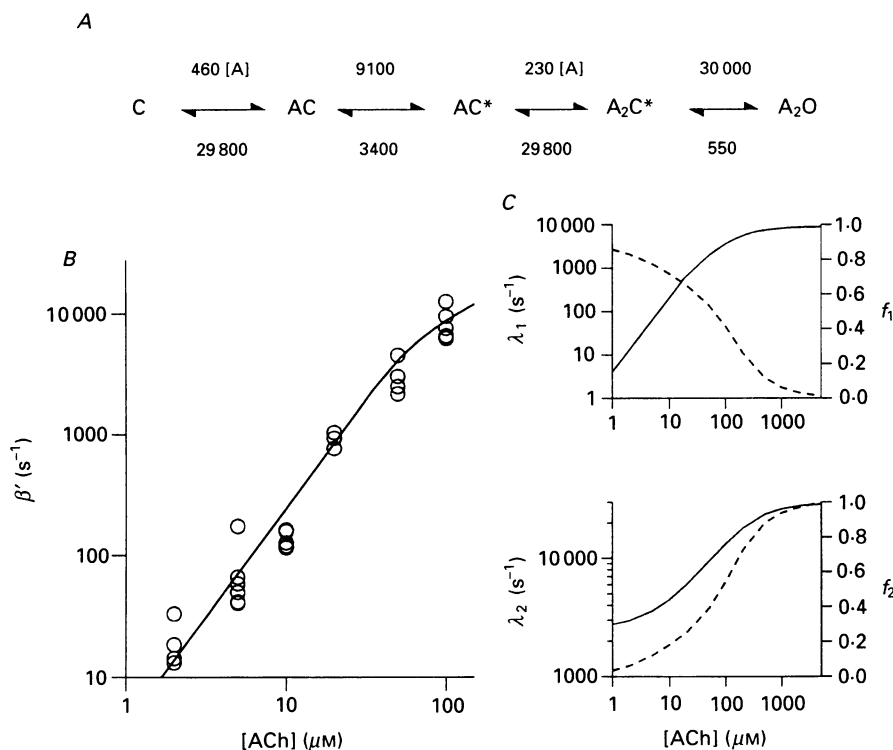 A
460 [A] 9100 230 [A] 30 000
C AC AC* A₂C* A₂O
29 800 3400 29 800 550
B
β′ (s⁻¹)
10 000
1000
100
10
1 10 100
[ACh] (μM)
C
λ₁ (s⁻¹)
10 000
1000
100
10
1
1·0
0·8
0·6
0·4
0·2
0·0
f₁
1 10 100 1000
λ₂ (s⁻¹)
10 000
1000
1·0
0·8
0·6
0·4
0·2
0·0
f₂
1 10 100 1000
[ACh] (μM)